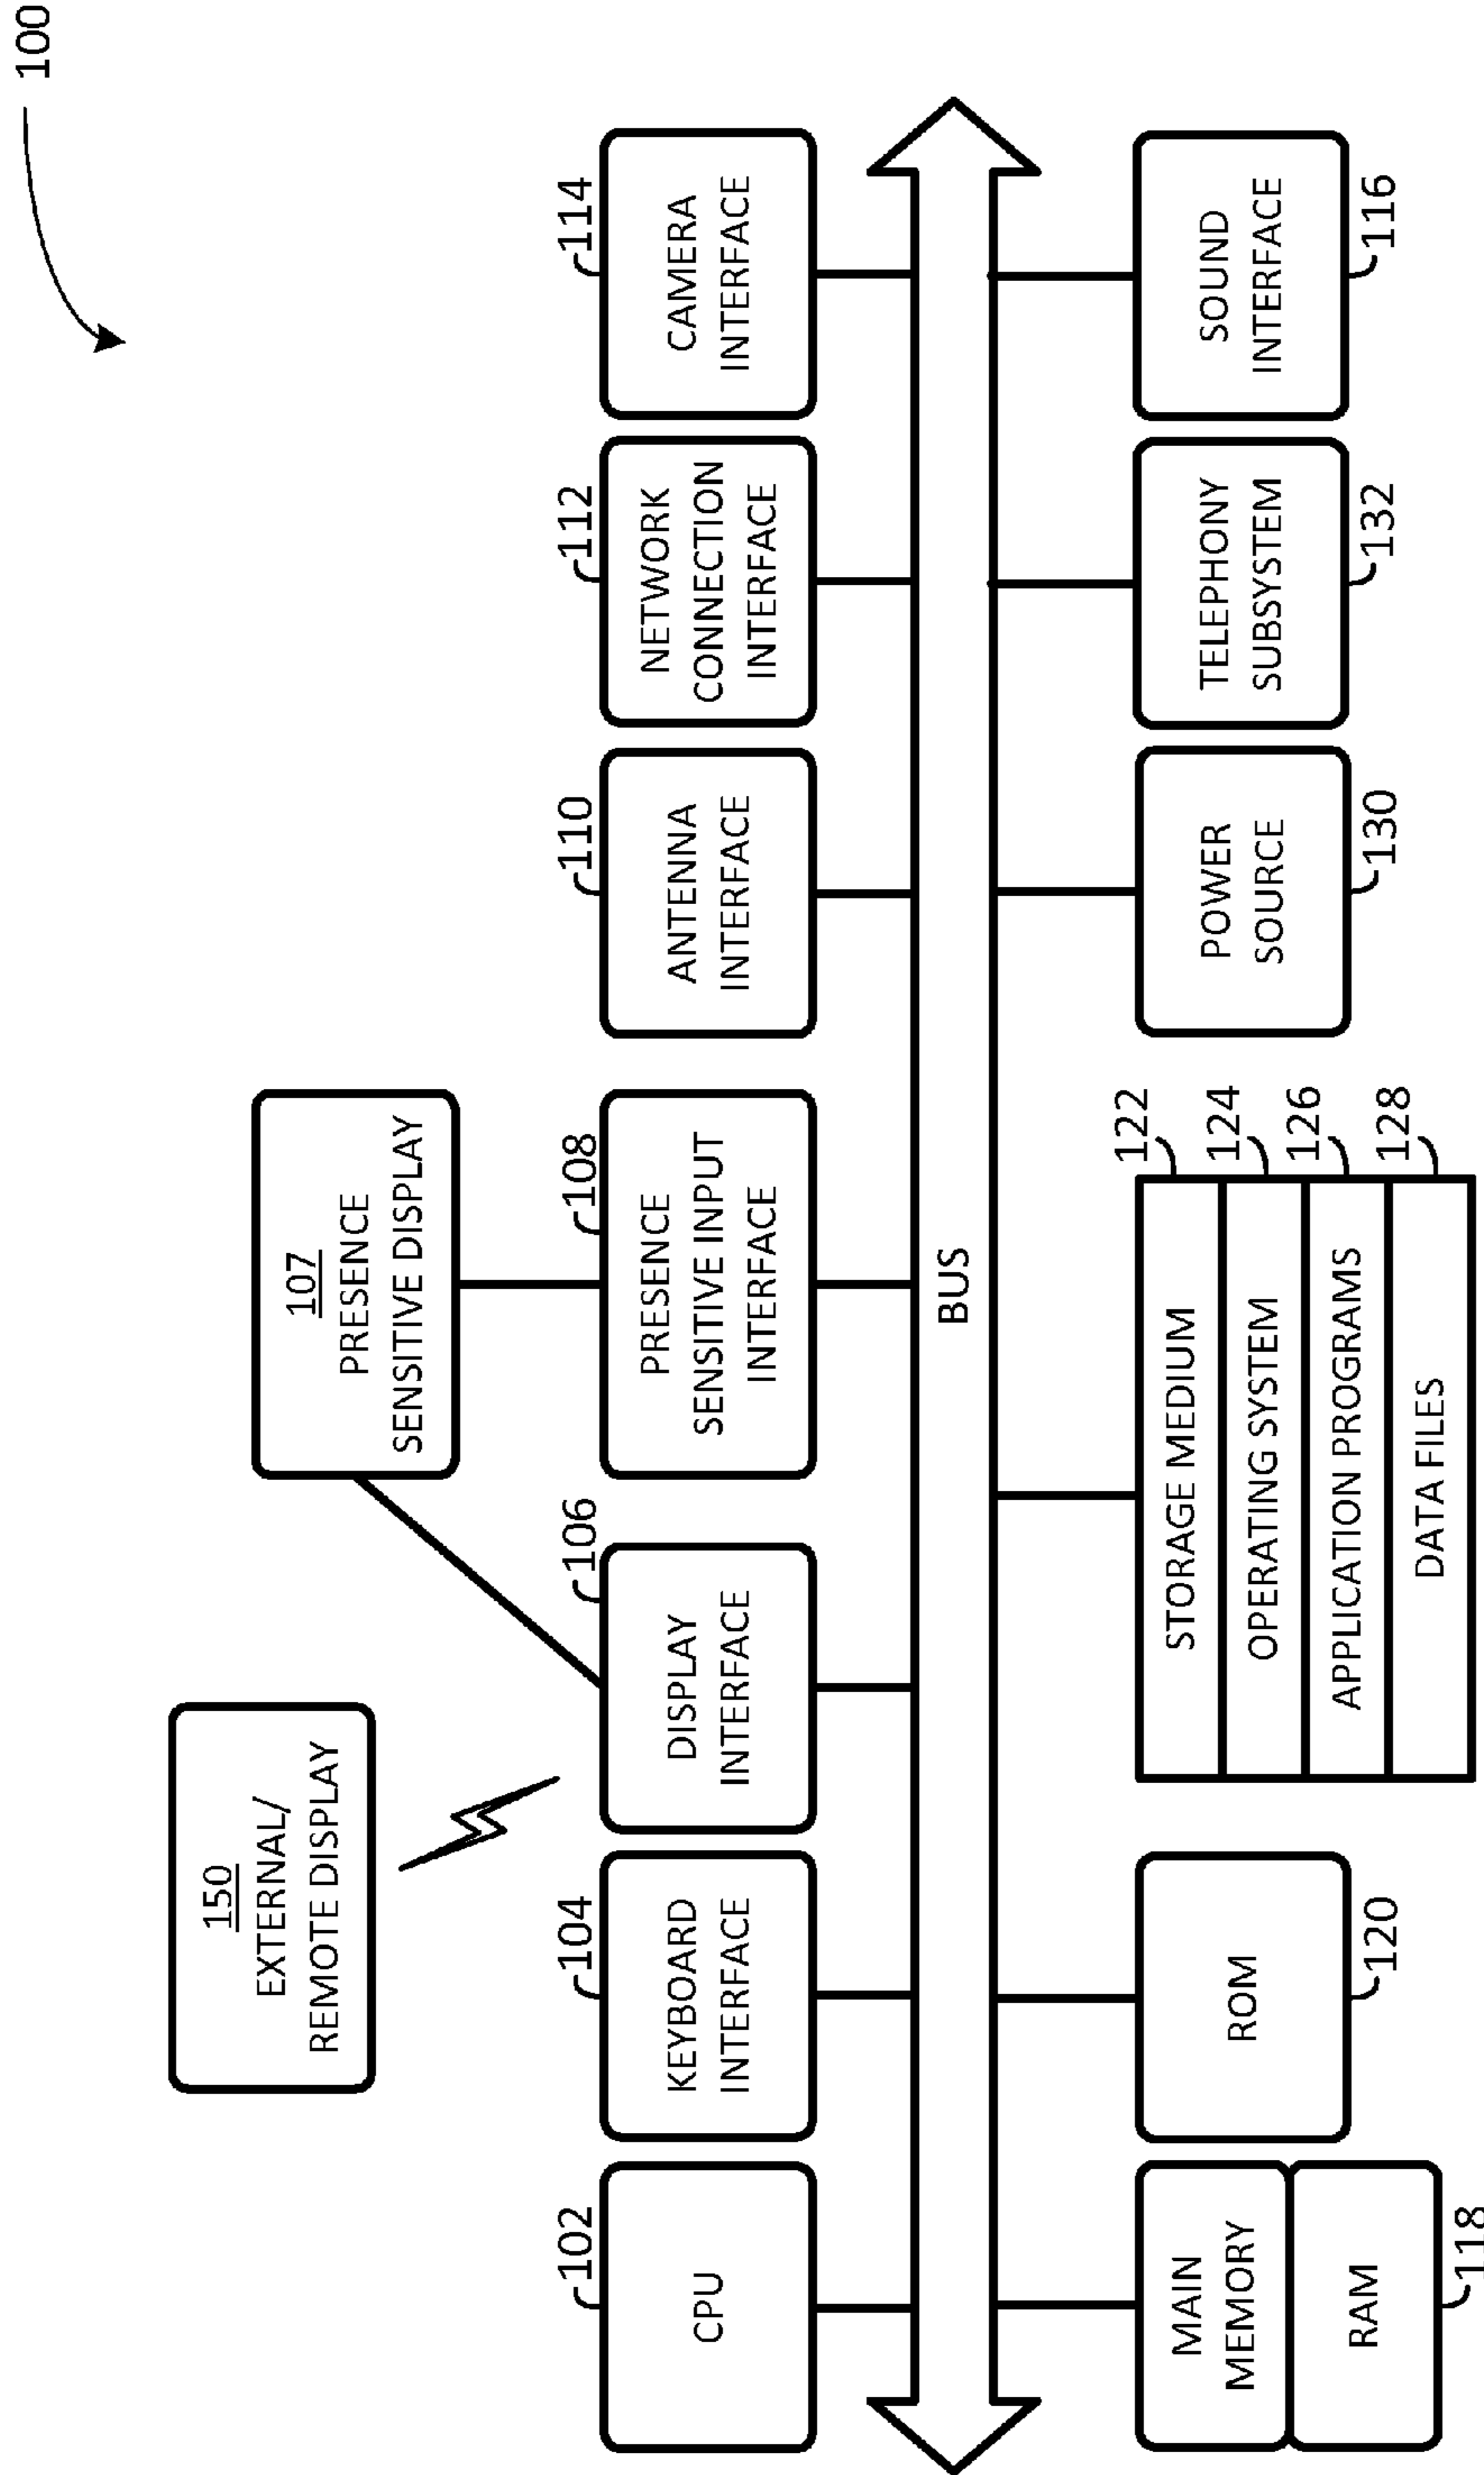 100
150
EXTERNAL/
REMOTE DISPLAY
107
PRESENCE
SENSITIVE DISPLAY
102
CPU
104
KEYBOARD
INTERFACE
106
DISPLAY
INTERFACE
108
PRESENCE
SENSITIVE INPUT
INTERFACE
110
ANTENNA
INTERFACE
112
NETWORK
CONNECTION
INTERFACE
114
CAMERA
INTERFACE
BUS
MAIN
MEMORY
RAM
118
ROM
120
STORAGE MEDIUM
122
OPERATING SYSTEM
124
APPLICATION PROGRAMS
126
DATA FILES
128
POWER
SOURCE
130
TELEPHONY
SUBSYSTEM
132
SOUND
INTERFACE
116